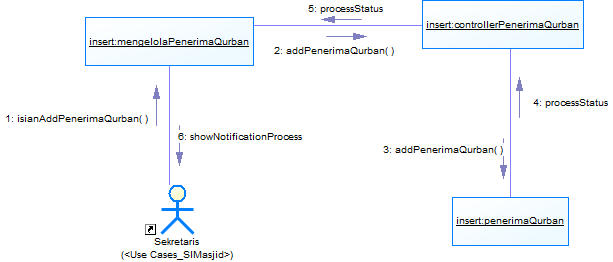 5: processStatus
insert:mengelolaPenerimaQurban
insert:controllerPenerimaQurban
2: addPenerimaQurban( )
1: isianAddPenerimaQurban( )
4: processStatus
6: showNotificationProcess
3: addPenerimaQurban( )
insert:penerimaQurban
Sekretaris
(<Use Cases_SIMasjid>)